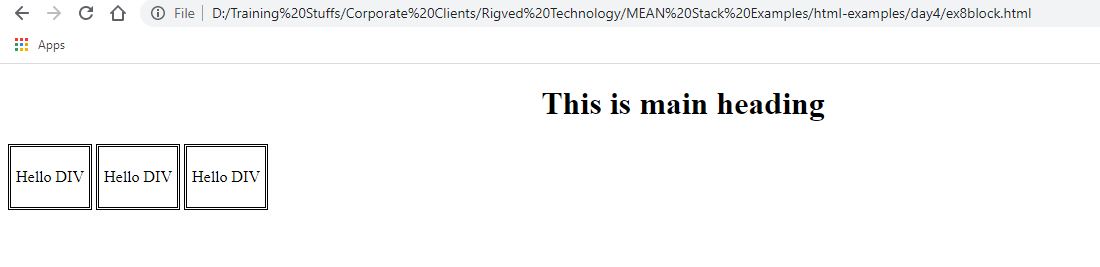 File D:/Training%20Stuffs/Corporate%20Clients/Rigved%20Technology/MEAN%20Stack%20Examples/html-examples/day4/ex8block.html
Apps
This is main heading
Hello DIV Hello DIV Hello DIV